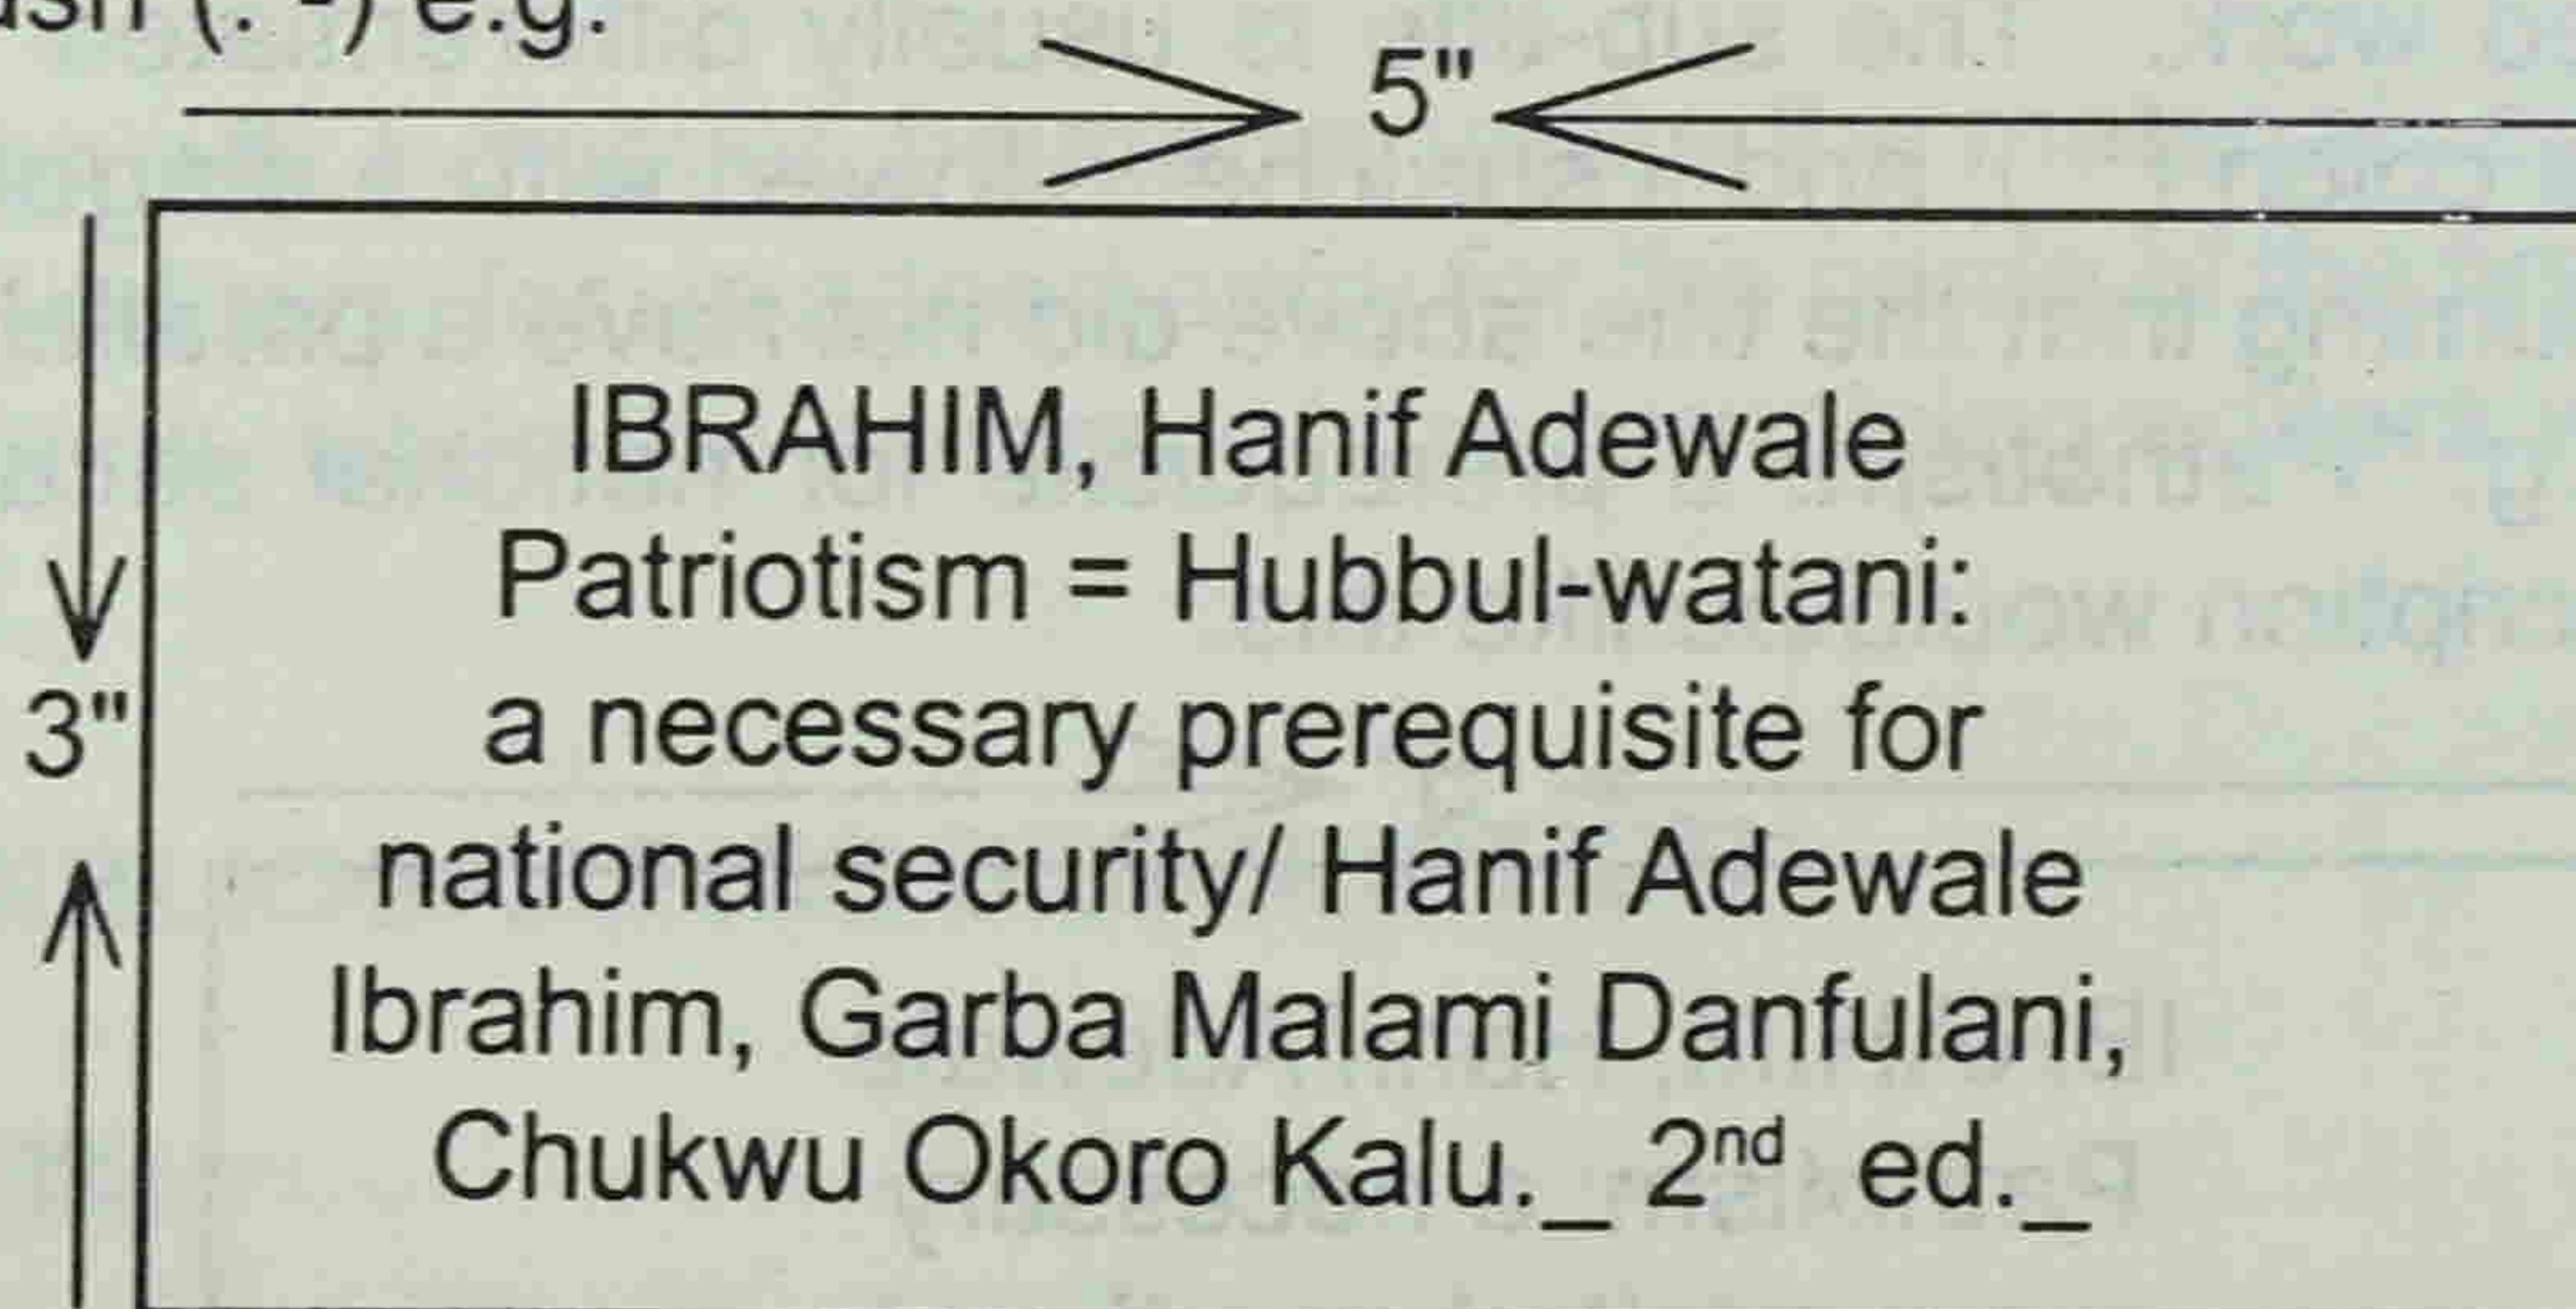 (. -) e.g.
5"
3"
IBRAHIM, Hanif Adewale
Patriotism = Hubbul-watani:
a necessary prerequisite for
national security/ Hanif Adewale
Ibrahim, Garba Malami Danfulani,
Chukwu Okoro Kalu._ 2nd ed._